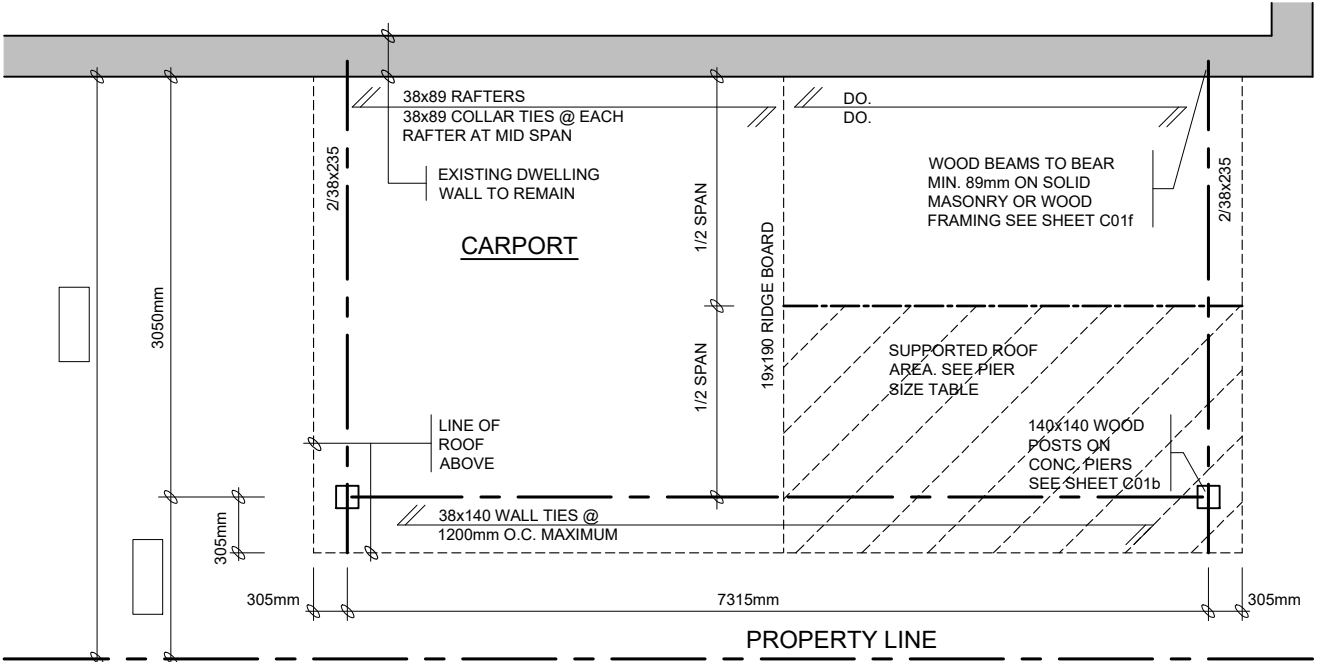 38x89 RAFTERS
38x89 COLLAR TIES @ EACH
RAFTER AT MID SPAN
DO.
DO.
2/38x235
EXISTING DWELLING
WALL TO REMAIN
WOOD BEAMS TO BEAR
MIN. 89mm ON SOLID
MASONRY OR WOOD
FRAMING SEE SHEET C01f
2/38x235
1/2 SPAN
CARPORT
3050mm
19x190 RIDGE BOARD
1/2 SPAN
SUPPORTED ROOF
AREA. SEE PIER
SIZE TABLE
LINE OF
ROOF
ABOVE
140x140 WOOD
POSTS ON
CONC. PIERS
SEE SHEET C01b
38x140 WALL TIES @
1200mm O.C. MAXIMUM
305mm
305mm
7315mm
305mm
PROPERTY LINE